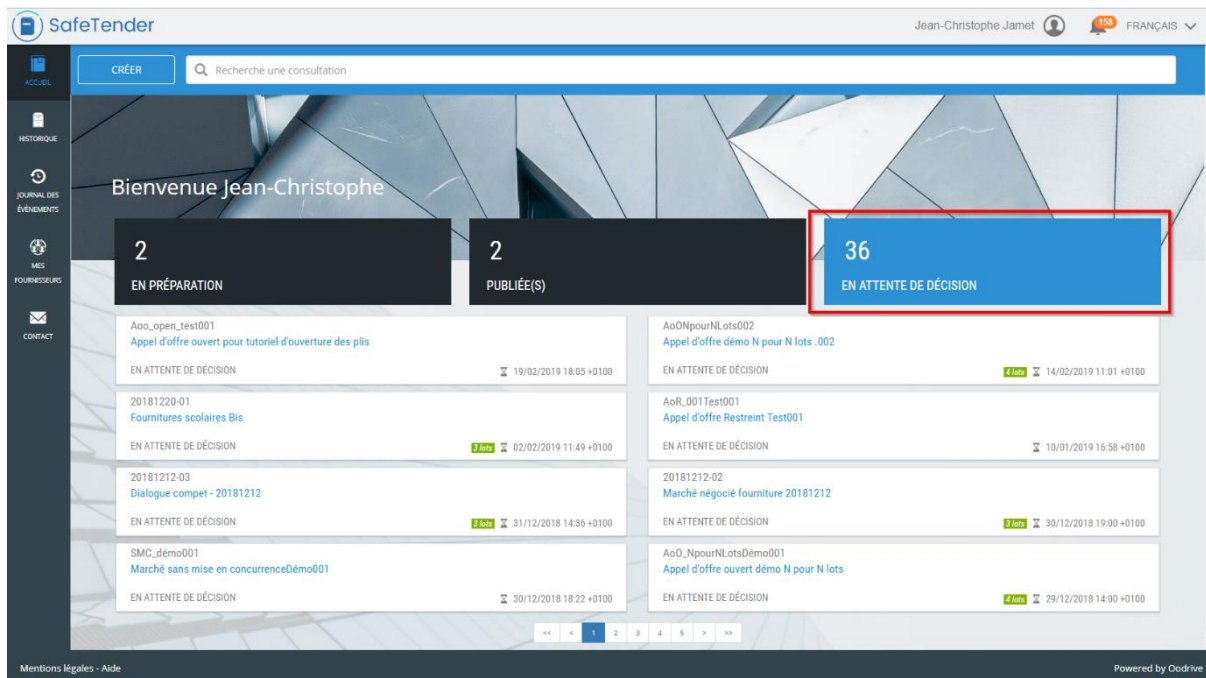 SafeTender
Jean-Christophe Jamet
158
FRANÇAIS
ACCUEIL
CRÉER
Recherche une consultation
HISTORIQUE
JOURNAL DES
ÉVÈNEMENTS
MES
FOURNISSEURS
CONTACT
Bienvenue Jean-Christophe
2
EN PRÉPARATION
2
PUBLIÉE(S)
36
EN ATTENTE DE DÉCISION
Aoo_open_test001
Appel d'offre ouvert pour tutoriel d'ouverture des plis
EN ATTENTE DE DÉCISION
19/02/2019 18:05 +0100
AoONpourNLots002
Appel d'offre démo N pour N lots .002
EN ATTENTE DE DÉCISION
4 lots 14/02/2019 11:01 +0100
20181220-01
Fournitures scolaires Bis
EN ATTENTE DE DÉCISION
3 lots 02/02/2019 11:49 +0100
AoR_001Test001
Appel d'offre Restreint Test001
EN ATTENTE DE DÉCISION
10/01/2019 16:58 +0100
20181212-03
Dialogue compet - 20181212
EN ATTENTE DE DÉCISION
3 lots 31/12/2018 14:36 +0100
20181212-02
Marché négocié fourniture 20181212
EN ATTENTE DE DÉCISION
3 lots 30/12/2018 19:00 +0100
SMC_démo001
Marché sans mise en concurrenceDémo001
EN ATTENTE DE DÉCISION
30/12/2018 18:22 +0100
AoO_NpourNLotsDémo001
Appel d'offre ouvert démo N pour N lots
EN ATTENTE DE DÉCISION
4 lots 29/12/2018 14:00 +0100
<< < 1 2 3 4 5 > >>
Mentions légales - Aide
Powered by Oodrive